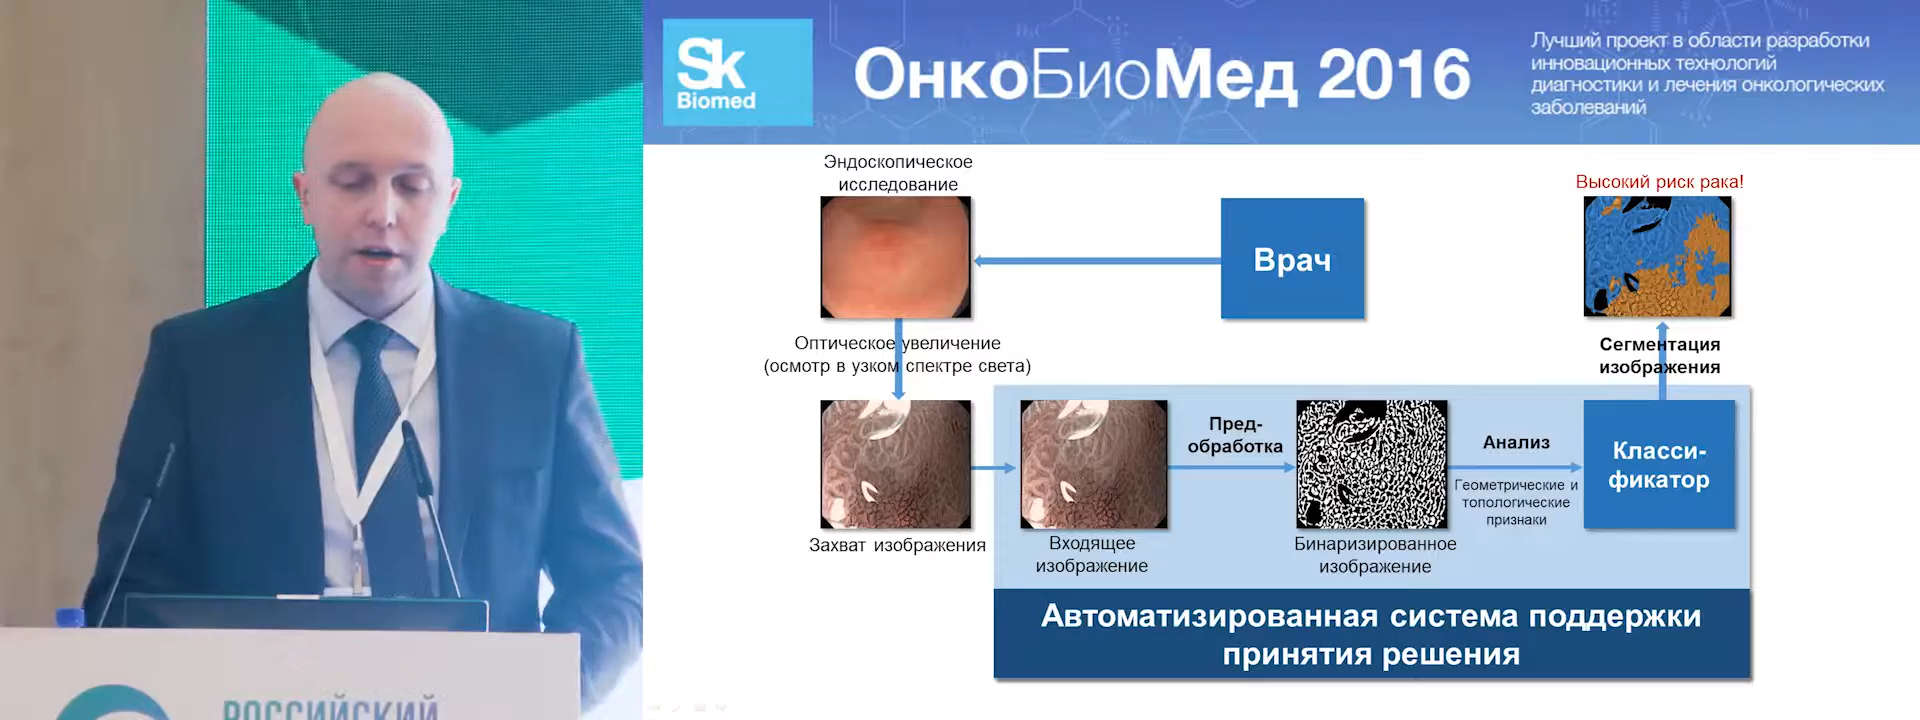 Sk
Biomed
ОнкоБиоМед 2016
Лучший проект в области разработки
инновационных технологий
диагностики и лечения онкологических
заболеваний
Эндоскопическое
исследование
Врач
Высокий риск рака!
Оптическое увеличение
(осмотр в узком спектре света)
Сегментация
изображения
Захват изображения
Входящее
изображение
Пред-
обработка
Бинаризированное
изображение
Анализ
Геометрические и
топологические
признаки
Класси-
фикатор
Автоматизированная система поддержки
принятия решения
РОССИЙСКИЙ